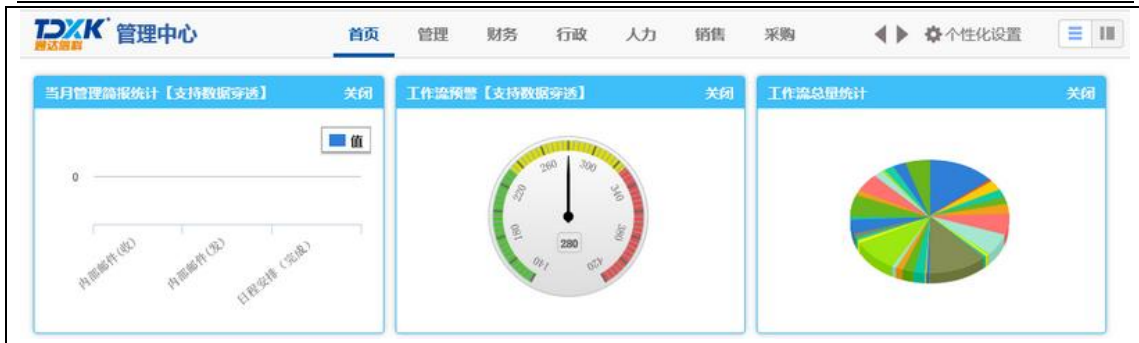 TDXK 管理中心 首页 管理 财务 行政 人力 销售 采购 个性化设置
通达信科
当月管理简报统计【支持数据穿透】 关闭
工作流预警【支持数据穿透】 关闭
工作流总量统计 关闭
值
0
内部邮件(收)
内部邮件(发)
日程安排(完成)
140
180
220
260
300
340
380
420
280